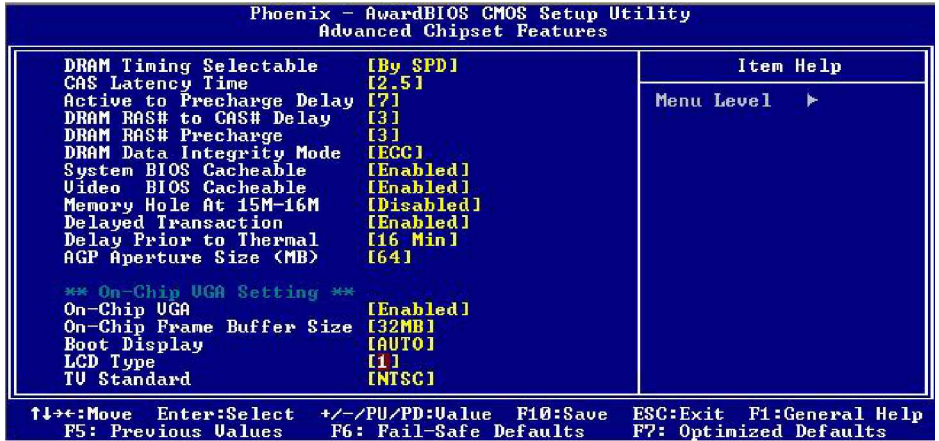 Phoenix - AwardBIOS CMOS Setup Utility
Advanced Chipset Features
DRAM Timing Selectable [By SPD]
CAS Latency Time [2.5]
Active to Precharge Delay [7]
DRAM RAS# to CAS# Delay [3]
DRAM RAS# Precharge [3]
DRAM Data Integrity Mode [ECC]
System BIOS Cacheable [Enabled]
Video BIOS Cacheable [Enabled]
Memory Hole At 15M-16M [Disabled]
Delayed Transaction [Enabled]
Delay Prior to Thermal [16 Min]
AGP Aperture Size (MB) [64]
** On-Chip VGA Setting **
On-Chip VGA [Enabled]
On-Chip Frame Buffer Size [32MB]
Boot Display [AUTO]
LCD Type [1]
TV Standard [NTSC]
Item Help
Menu Level ►
↑↓→←:Move Enter:Select +/-/PU/PD:Value F10:Save ESC:Exit F1:General Help
F5: Previous Values F6: Fail-Safe Defaults F7: Optimized Defaults